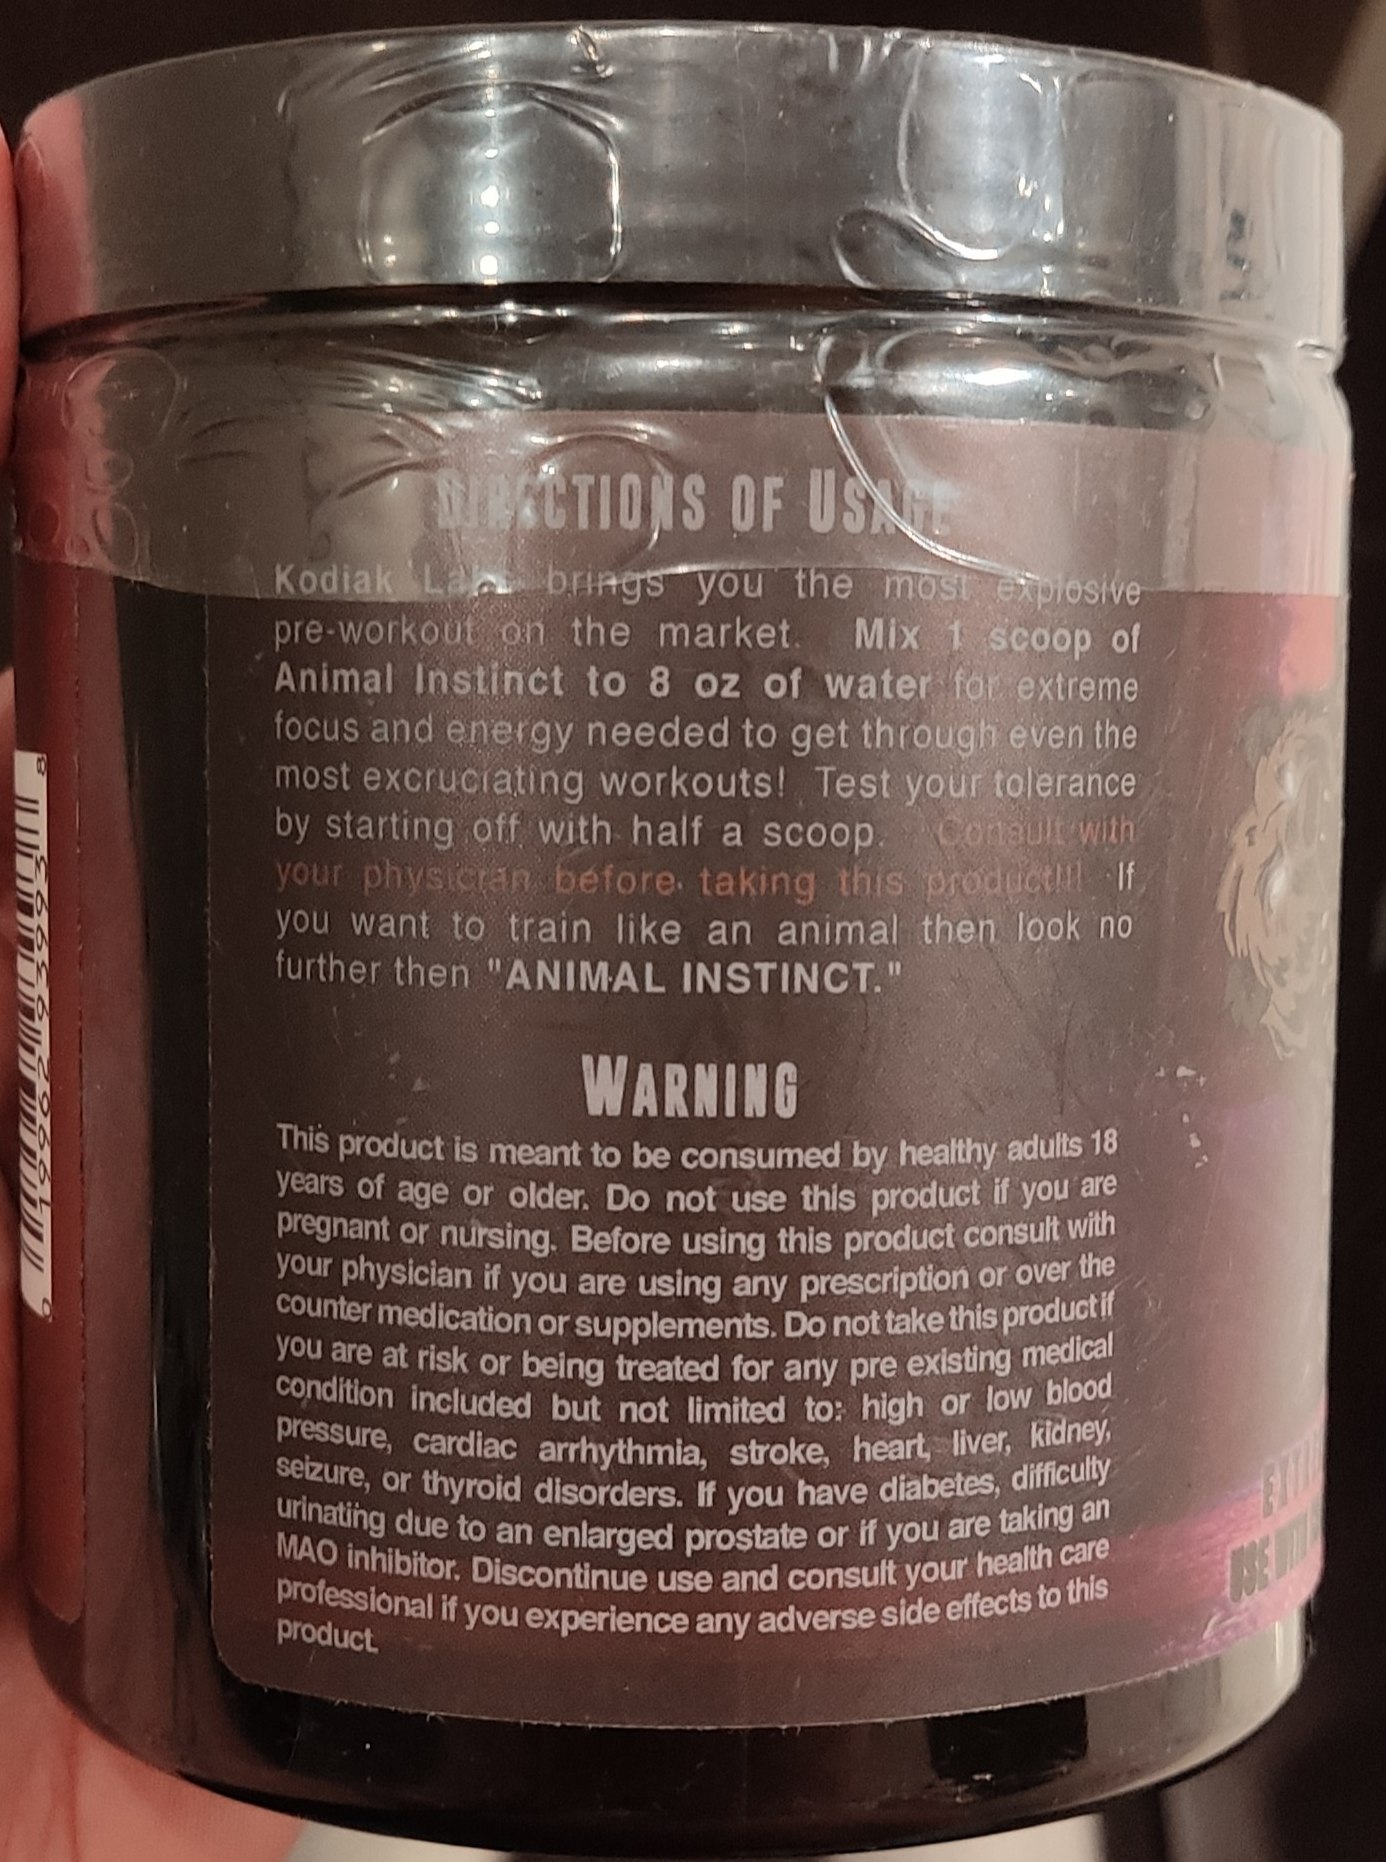 DIRECTIONS OF USAGE
Kodiak Labs brings you the most explosive
pre-workout on the market. Mix 1 scoop of
Animal Instinct to 8 oz of water for extreme
focus and energy needed to get through even the
most excruciating workouts! Test your tolerance
by starting off with half a scoop. Consult with
your physician before taking this product!!! If
you want to train like an animal then look no
further then "ANIMAL INSTINCT."
WARNING
This product is meant to be consumed by healthy adults 18
years of age or older. Do not use this product if you are
pregnant or nursing. Before using this product consult with
your physician if you are using any prescription or over the
counter medication or supplements. Do not take this product if
you are at risk or being treated for any pre existing medical
condition included but not limited to: high or low blood
pressure, cardiac arrhythmia, stroke, heart, liver, kidney,
seizure, or thyroid disorders. If you have diabetes, difficulty
urinating due to an enlarged prostate or if you are taking an
MAO inhibitor. Discontinue use and consult your health care
professional if you experience any adverse side effects to this
product.
USE
0 19962 93999 8